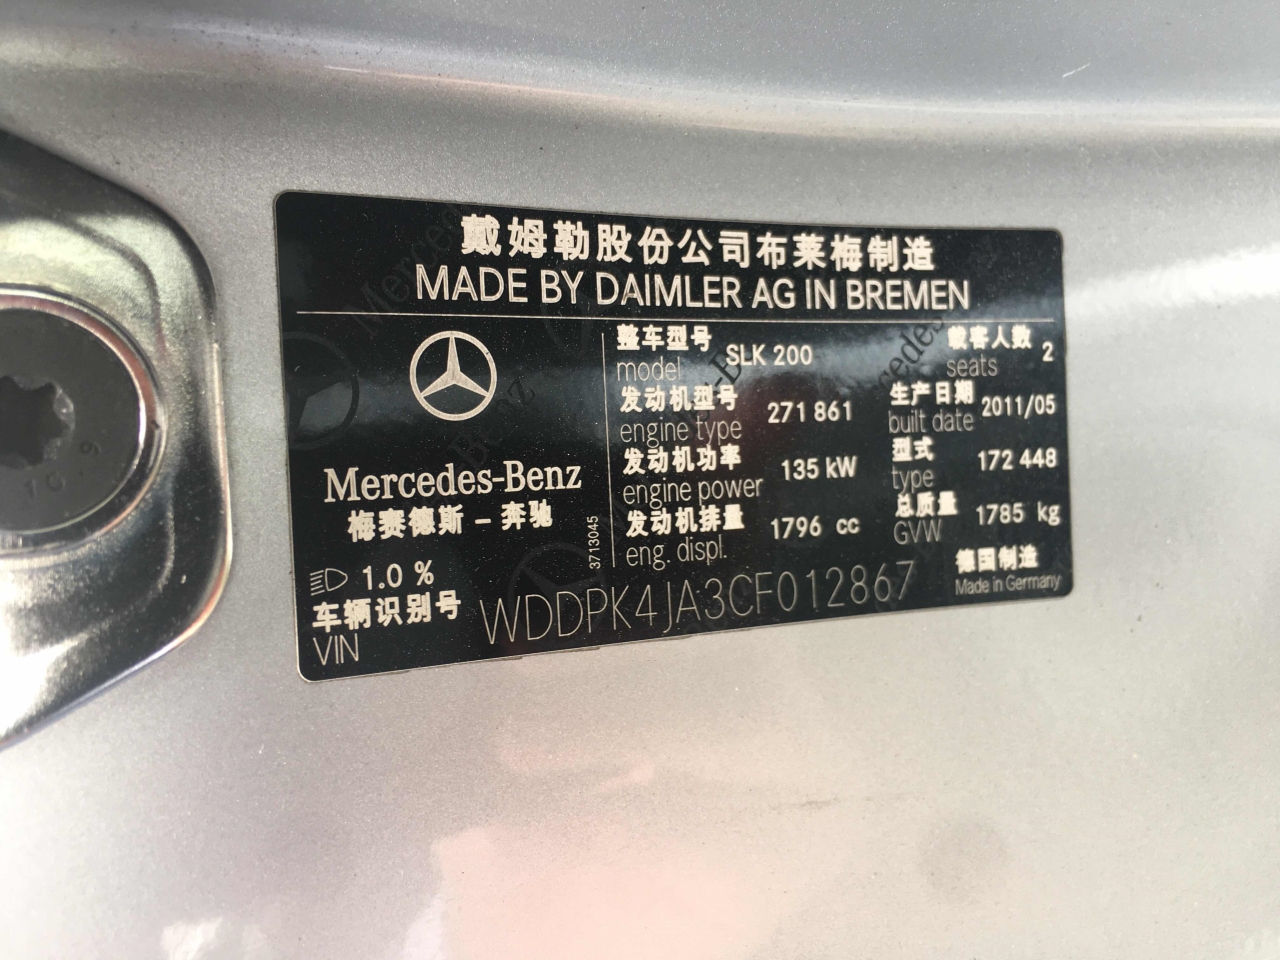 戴姆勒股份公司布莱梅制造
MADE BY DAIMLER AG IN BREMEN
Mercedes-Benz
梅赛德斯-奔驰
1.0 %
3713045
整车型号
model SLK 200
载客人数
seats 2
发动机型号
engine type 271 861
生产日期
built date 2011/05
发动机功率
engine power 135 kW
型式
type 172 448
发动机排量
eng. displ. 1796 cc
总质量
GVW 1785 kg
德国制造
Made in Germany
车辆识别号
VIN WDDPK4JA3CF012867
10.9